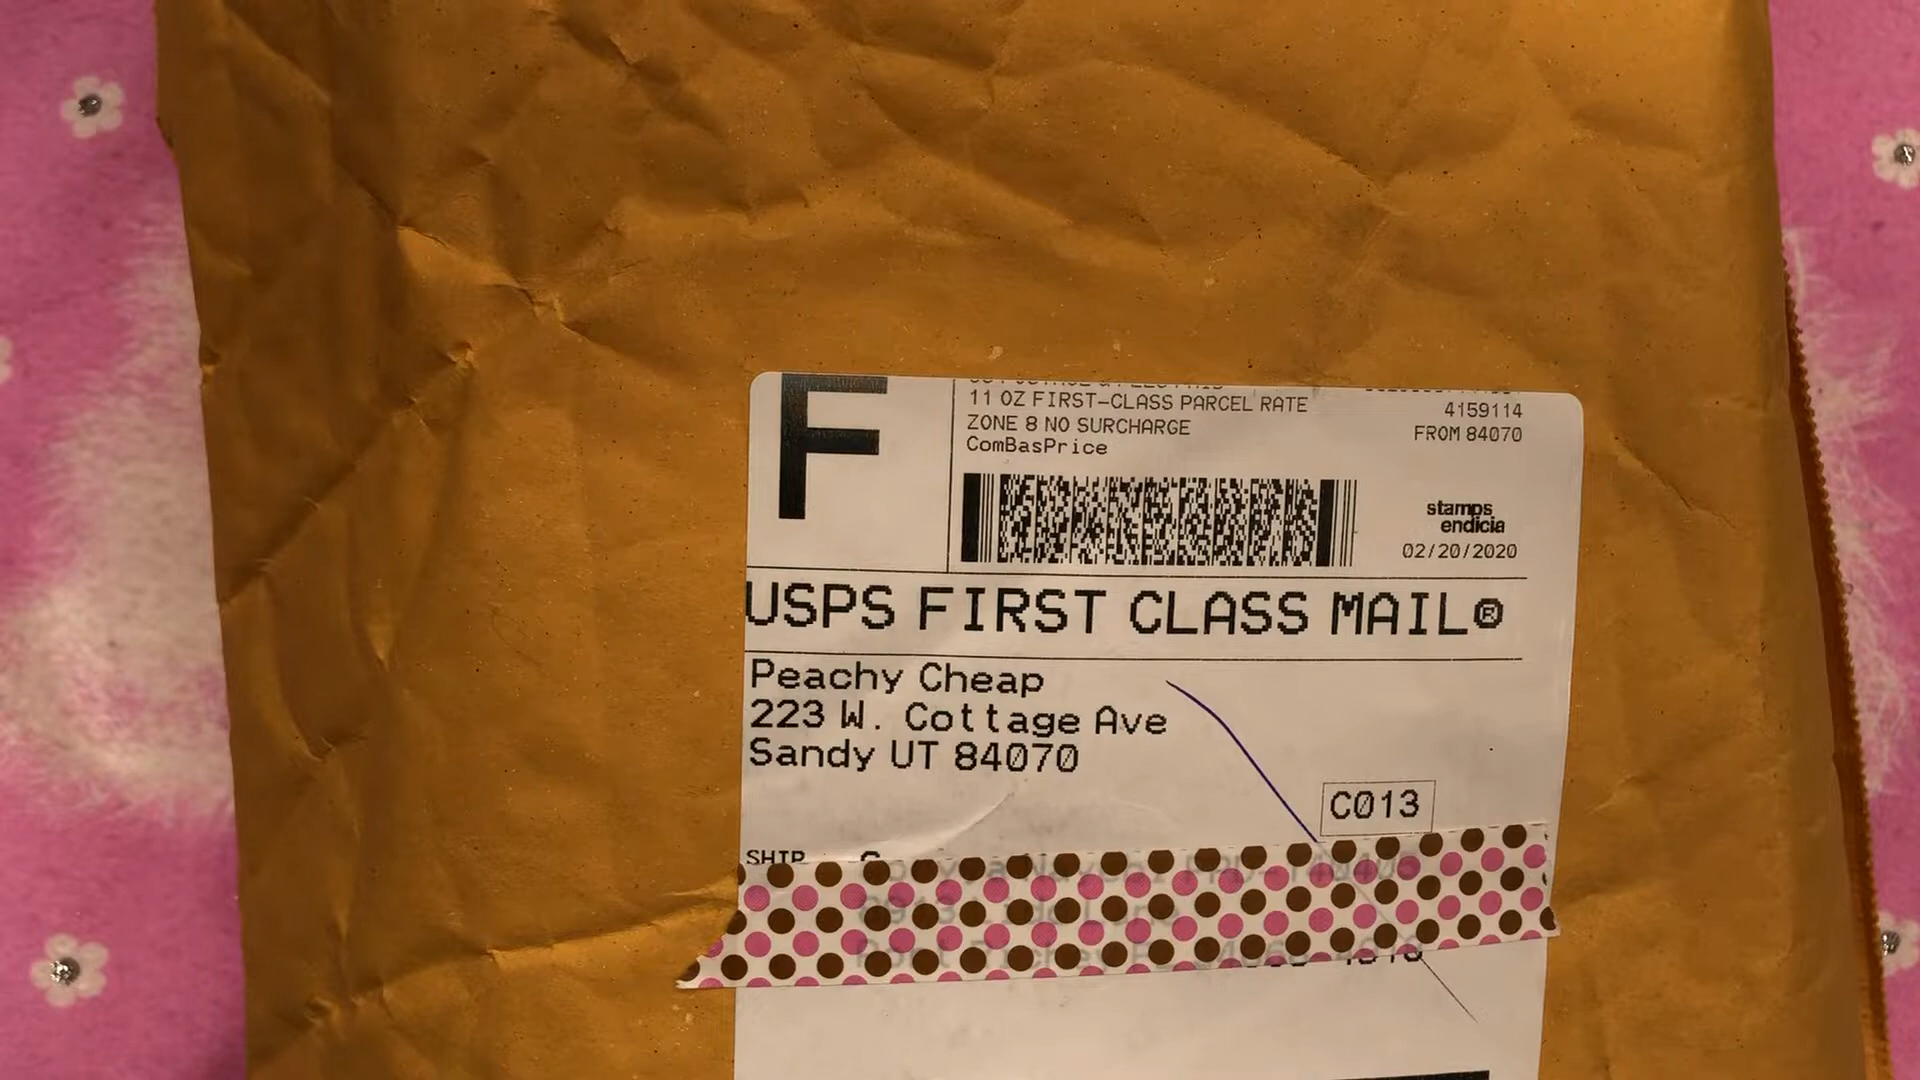 F
11 OZ FIRST-CLASS PARCEL RATE
ZONE 8 NO SURCHARGE
ComBasPrice
4159114
FROM 84070
stamps
endicia
02/20/2020
USPS FIRST CLASS MAIL®
Peachy Cheap
223 W. Cottage Ave
Sandy UT 84070
C013
SHIP